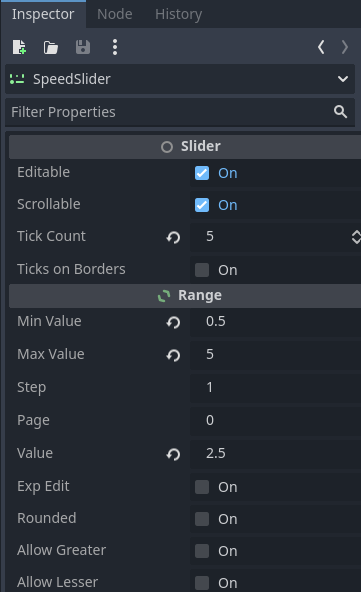 Inspector Node History
SpeedSlider
Filter Properties
Slider
Editable On
Scrollable On
Tick Count 5
Ticks on Borders On
Range
Min Value 0.5
Max Value 5
Step 1
Page 0
Value 2.5
Exp Edit On
Rounded On
Allow Greater On
Allow Lesser On